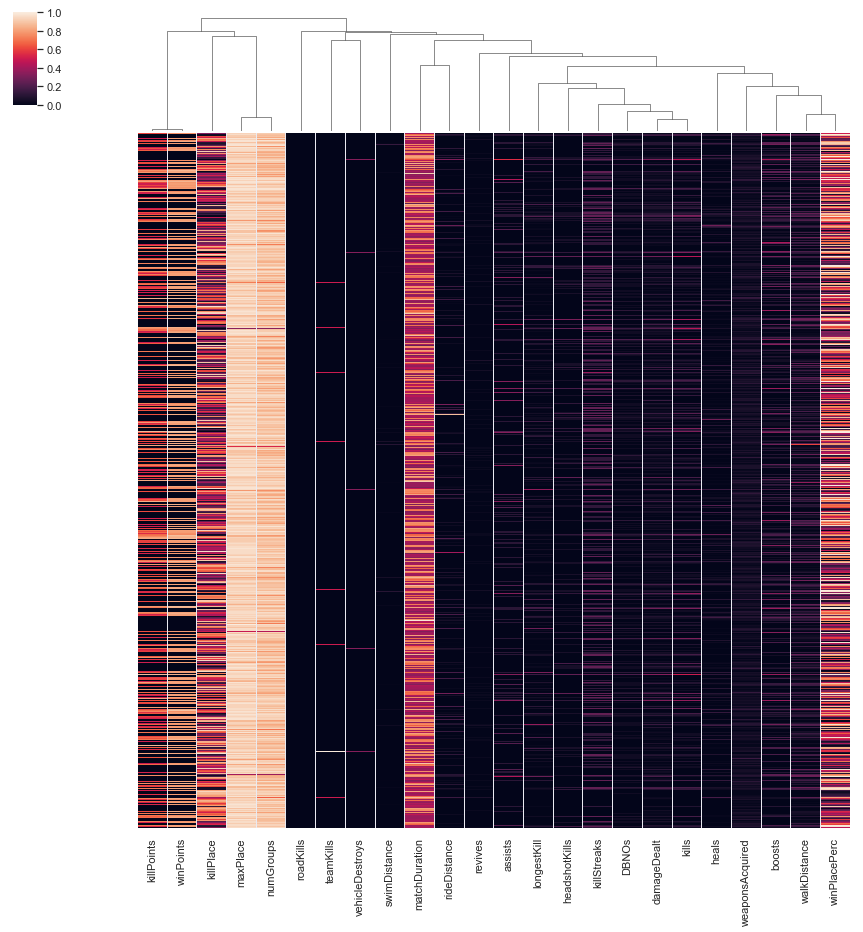 1.0
0.8
0.6
0.4
0.2
0.0
killPoints
winPoints
killPlace
maxPlace
numGroups
roadKills
teamKills
vehicleDestroys
swimDistance
matchDuration
rideDistance
revives
assists
longestKill
headshotKills
killStreaks
DBNOs
damageDealt
kills
heals
weaponsAcquired
boosts
walkDistance
winPlacePerc